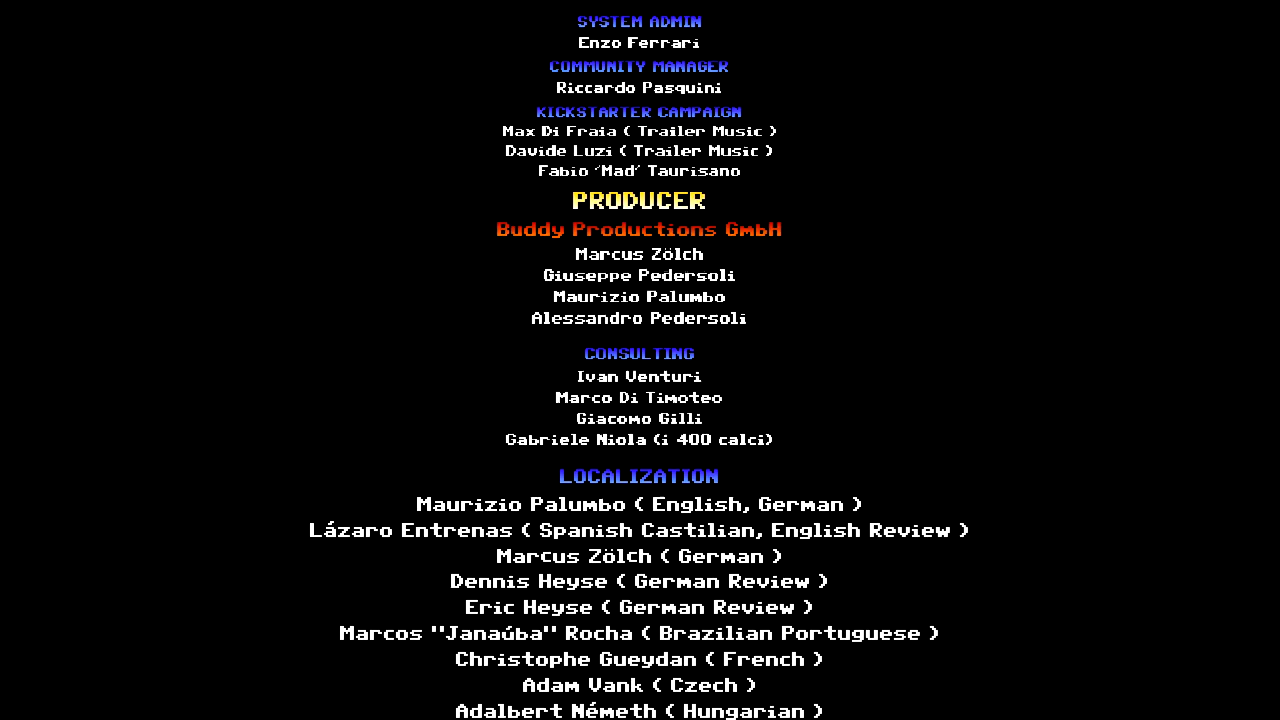 SYSTEM ADMIN
Enzo Ferrari
COMMUNITY MANAGER
Riccardo Pasquini
KICKSTARTER CAMPAIGN
Max Di Fraia ( Trailer Music )
Davide Luzi ( Trailer Music )
Fabio "Mad" Taurisano
PRODUCER
Buddy Productions GmbH
Marcus Zölch
Giuseppe Pedersoli
Maurizio Palumbo
Alessandro Pedersoli
CONSULTING
Ivan Venturi
Marco Di Timoteo
Giacomo Gilli
Gabriele Niola (i 400 calci)
LOCALIZATION
Maurizio Palumbo ( English, German )
Lázaro Entrenas ( Spanish Castilian, English Review )
Marcus Zölch ( German )
Dennis Heyse ( German Review )
Eric Heyse ( German Review )
Marcos "Janaúba" Rocha ( Brazilian Portuguese )
Christophe Gueydan ( French )
Adam Vank ( Czech )
Adalbert Németh ( Hungarian )